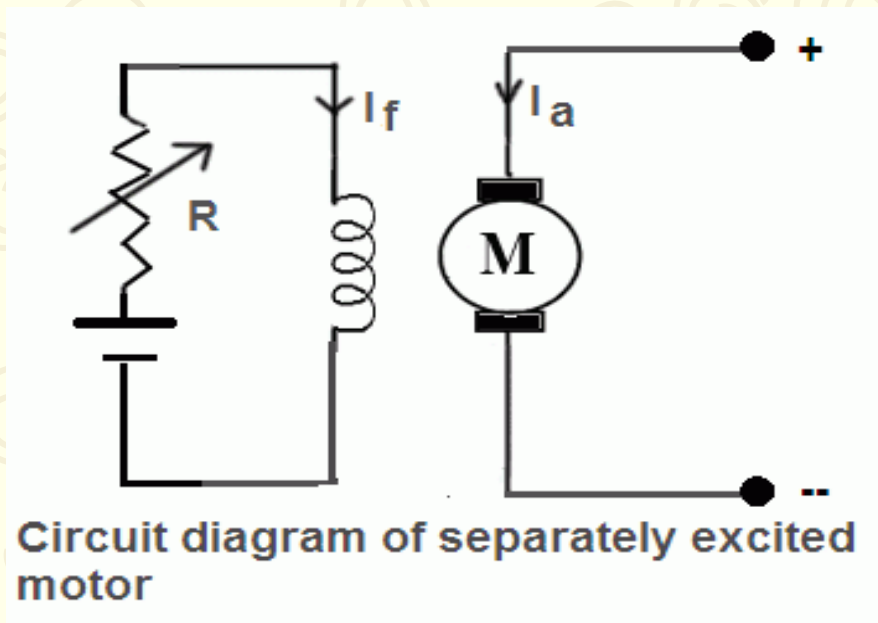 +
If
Ia
R
M
--
Circuit diagram of separately excited
motor